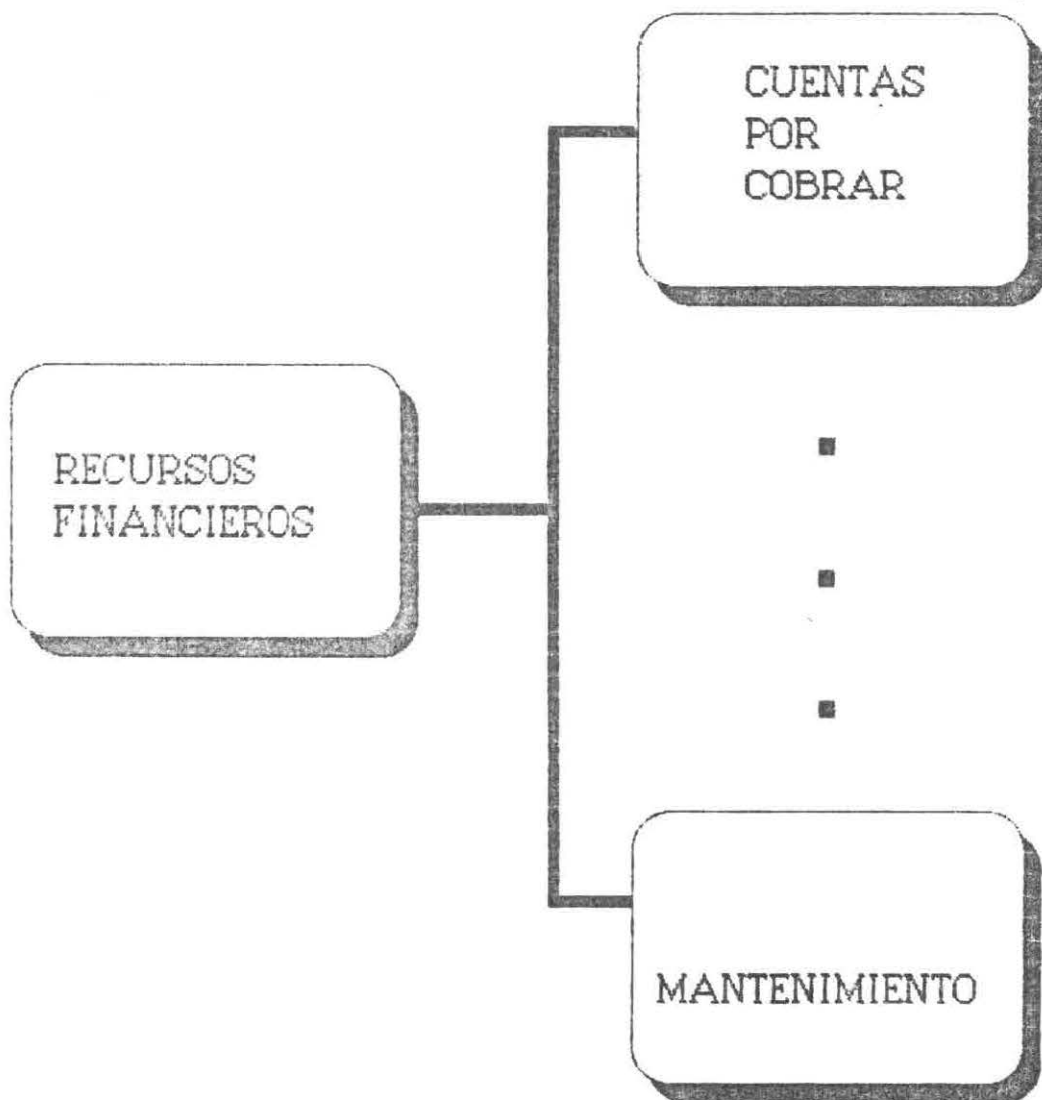 CUENTAS
POR
COBRAR
RECURSOS
FINANCIEROS
MANTENIMIENTO